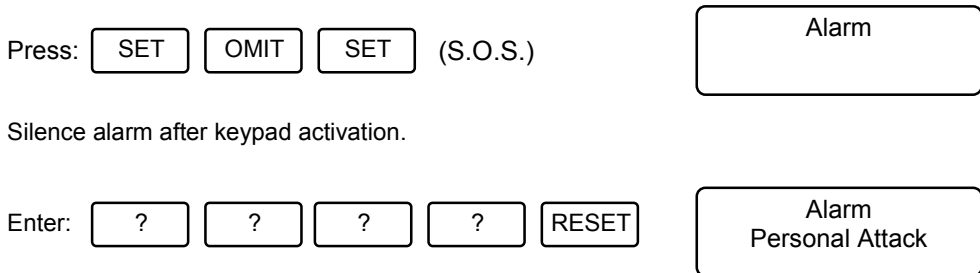 Press: SET OMIT SET (S.O.S.)
Alarm
Silence alarm after keypad activation.
Enter: ? ? ? ? RESET
Alarm
Personal Attack